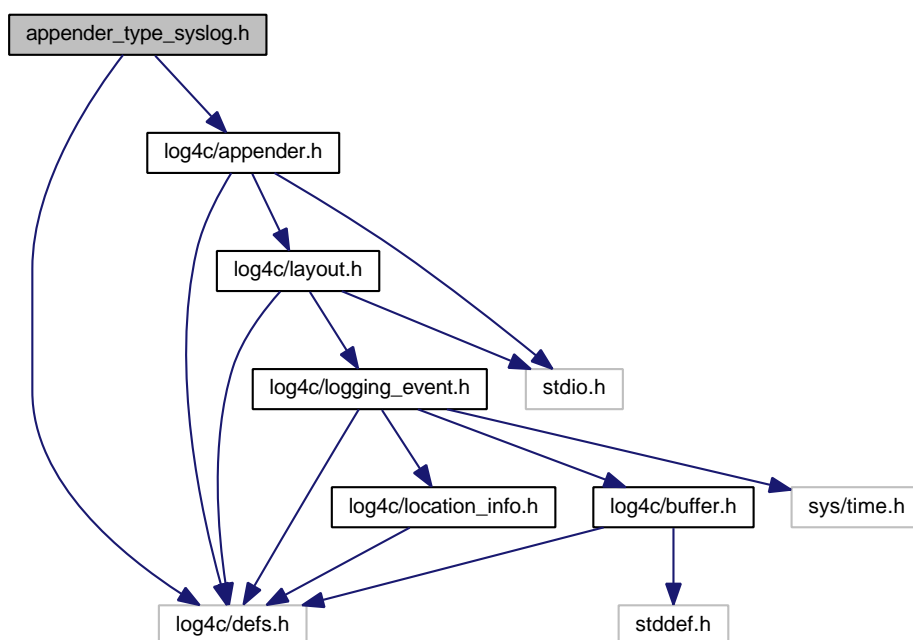 appender_type_syslog.h
log4c/appender.h
log4c/layout.h
log4c/logging_event.h
stdio.h
log4c/location_info.h
log4c/buffer.h
sys/time.h
log4c/defs.h
stddef.h